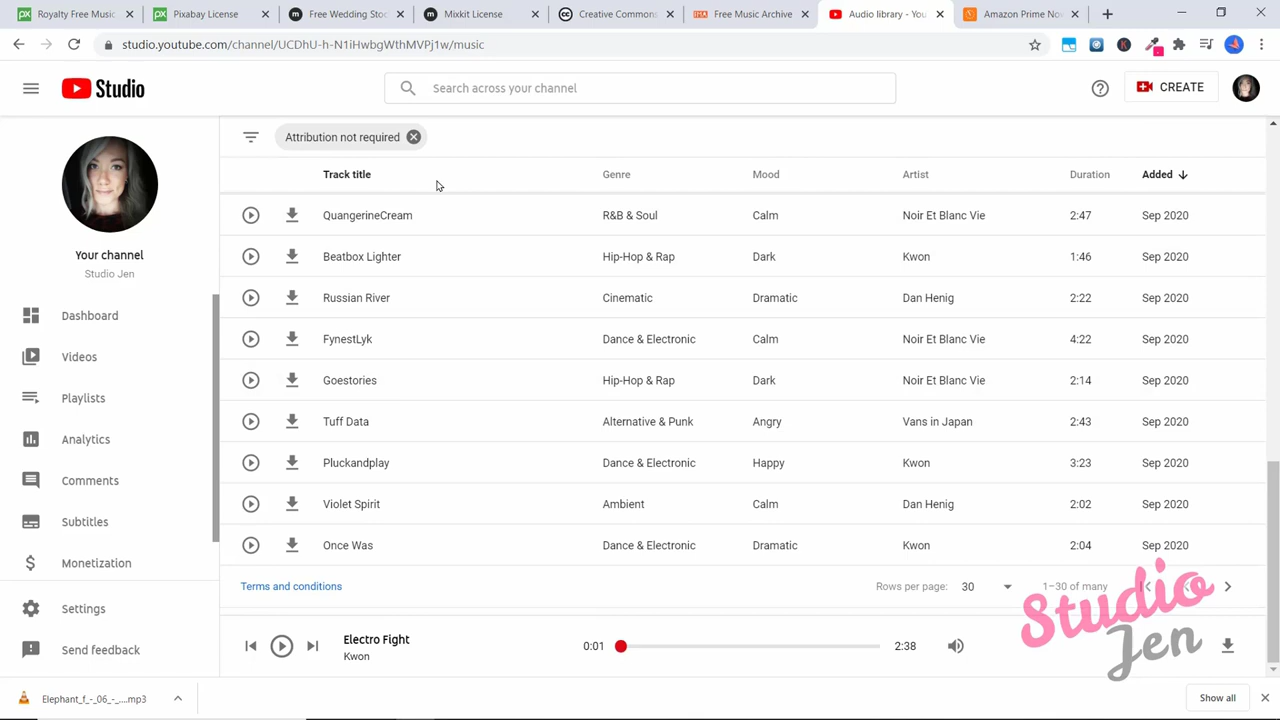 Royalty Free Music
Pixabay License
Free Wedding Stoc
Mixkit License
Creative Common
Free Music Archive
Audio library - You
Amazon Prime No
studio.youtube.com/channel/UCDhU-h-N1iHwbgWthMVPj1w/music
Studio
Search across your channel
CREATE
Attribution not required
Track title Genre Mood Artist Duration Added
QuangerineCream R&B & Soul Calm Noir Et Blanc Vie 2:47 Sep 2020
Beatbox Lighter Hip-Hop & Rap Dark Kwon 1:46 Sep 2020
Russian River Cinematic Dramatic Dan Henig 2:22 Sep 2020
FynestLyk Dance & Electronic Calm Noir Et Blanc Vie 4:22 Sep 2020
Goestories Hip-Hop & Rap Dark Noir Et Blanc Vie 2:14 Sep 2020
Tuff Data Alternative & Punk Angry Vans in Japan 2:43 Sep 2020
Pluckandplay Dance & Electronic Happy Kwon 3:23 Sep 2020
Violet Spirit Ambient Calm Dan Henig 2:02 Sep 2020
Once Was Dance & Electronic Dramatic Kwon 2:04 Sep 2020
Your channel
Studio Jen
Dashboard
Videos
Playlists
Analytics
Comments
Subtitles
Monetization
Settings
Send feedback
Terms and conditions
Rows per page: 30 1–30 of many
Electro Fight
Kwon
0:01 2:38
Studio
Jen
Elephant_f_-_06_-_....mp3
Show all